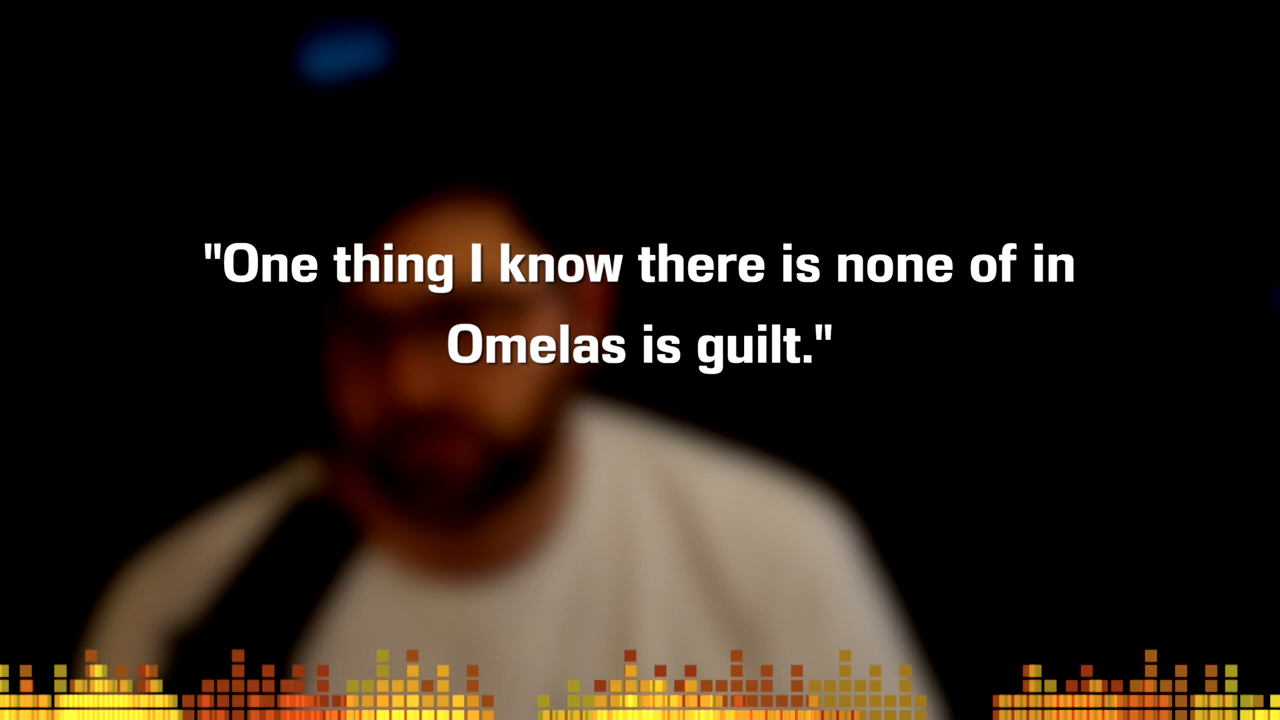 "One thing I know there is none of in
Omelas is guilt."